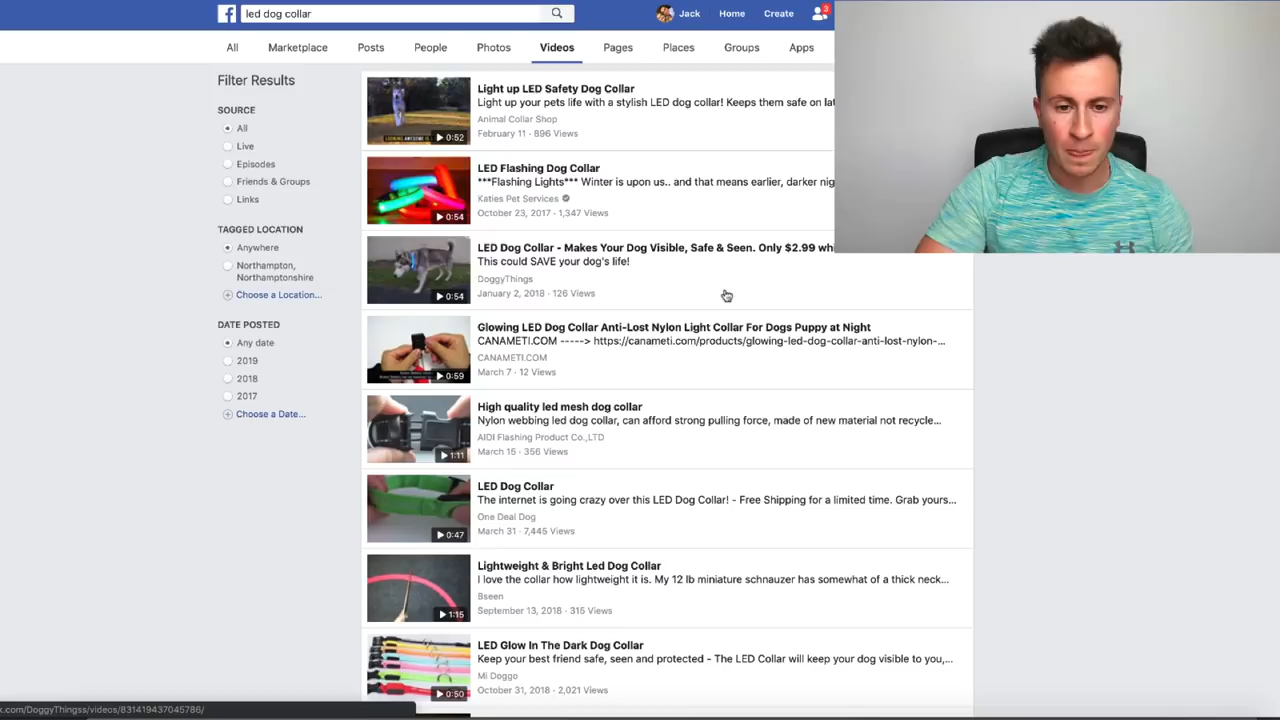 led dog collar
Jack
Home
Create
3
All
Marketplace
Posts
People
Photos
Videos
Pages
Places
Groups
Apps
Filter Results
SOURCE
All
Live
Episodes
Friends & Groups
Links
TAGGED LOCATION
Anywhere
Northampton,
Northamptonshire
Choose a Location...
DATE POSTED
Any date
2019
2018
2017
Choose a Date...
0:52
Light up LED Safety Dog Collar
Light up your pets life with a stylish LED dog collar! Keeps them safe on lat
Animal Collar Shop
February 11 · 896 Views
0:54
LED Flashing Dog Collar
***Flashing Lights*** Winter is upon us.. and that means earlier, darker nig
Katies Pet Services
October 23, 2017 · 1,347 Views
0:54
LED Dog Collar - Makes Your Dog Visible, Safe & Seen. Only $2.99 whi
This could SAVE your dog's life!
DoggyThings
January 2, 2018 · 126 Views
0:59
Glowing LED Dog Collar Anti-Lost Nylon Light Collar For Dogs Puppy at Night
CANAMETI.COM -----> https://canameti.com/products/glowing-led-dog-collar-anti-lost-nylon-...
CANAMETI.COM
March 7 · 12 Views
1:11
High quality led mesh dog collar
Nylon webbing led dog collar, can afford strong pulling force, made of new material not recycle...
AIDI Flashing Product Co.,LTD
March 15 · 356 Views
0:47
LED Dog Collar
The internet is going crazy over this LED Dog Collar! - Free Shipping for a limited time. Grab yours...
One Deal Dog
March 31 · 7,445 Views
1:15
Lightweight & Bright Led Dog Collar
I love the collar how lightweight it is. My 12 lb miniature schnauzer has somewhat of a thick neck...
Bseen
September 13, 2018 · 315 Views
0:50
LED Glow In The Dark Dog Collar
Keep your best friend safe, seen and protected - The LED Collar will keep your dog visible to you,...
Mi Doggo
October 31, 2018 · 2,021 Views
k.com/DoggyThingss/videos/831419437045786/